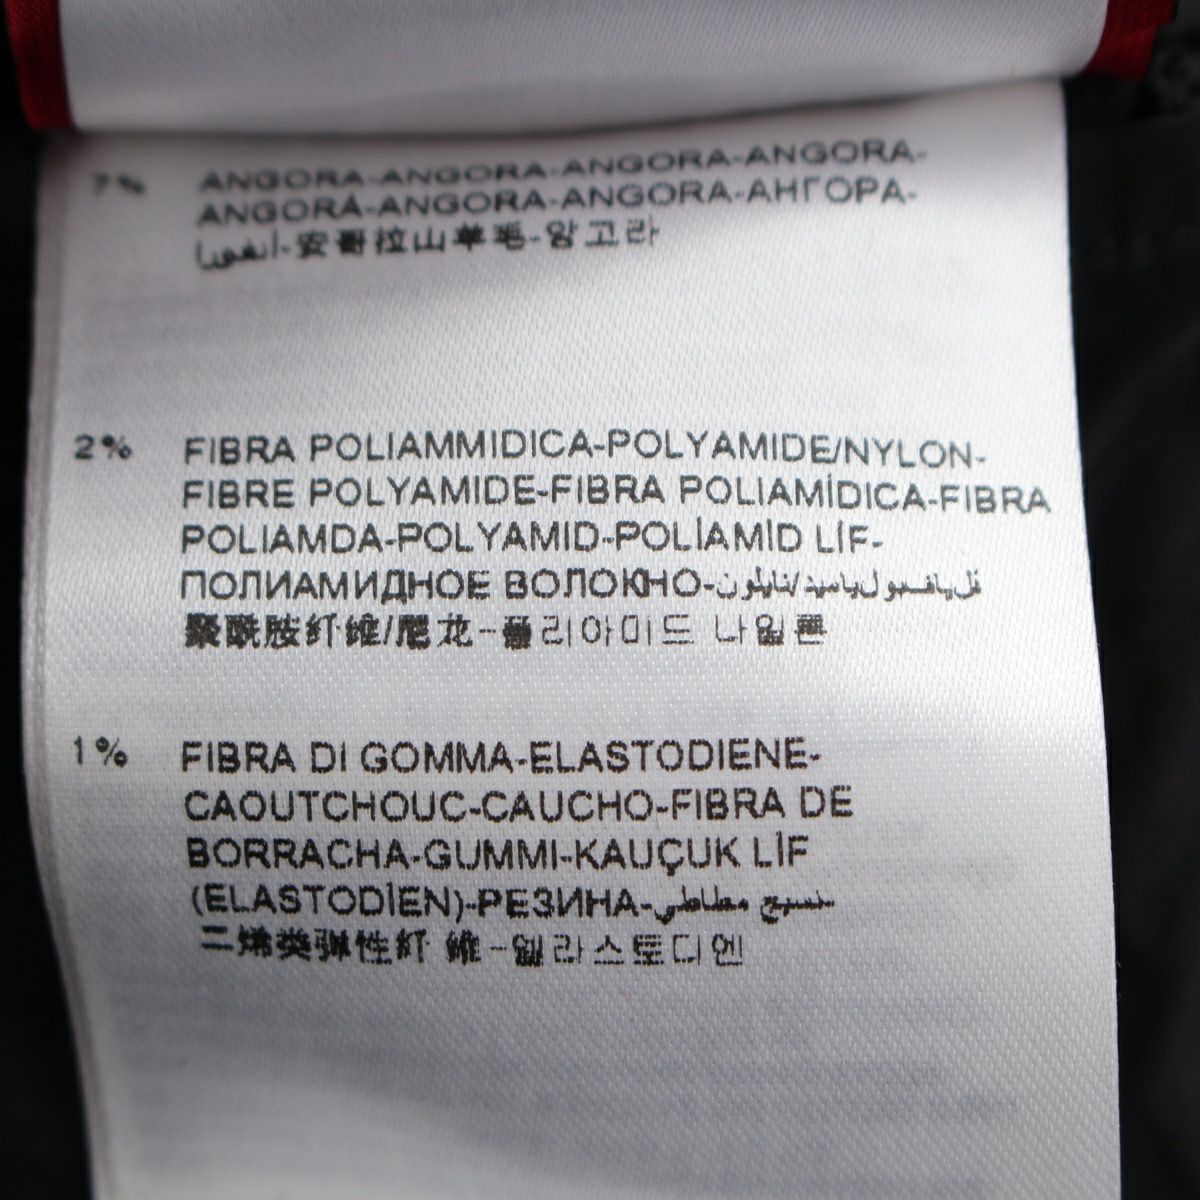 7% ANGORA-ANGORA-ANGORA-ANGORA-
ANGORA-ANGORA-ANGORA-АНГОРА-
أنغورا-安哥拉山羊毛-앙고라
2% FIBRA POLIAMMIDICA-POLYAMIDE/NYLON-
FIBRE POLYAMIDE-FIBRA POLIAMÍDICA-FIBRA
POLIAMDA-POLYAMID-POLİAMİD LİF-
ПОЛИАМИДНОЕ ВОЛОКНО-
聚酰胺纤维/尼龙-폴리아미드 나일론
1% FIBRA DI GOMMA-ELASTODIENE-
CAOUTCHOUC-CAUCHO-FIBRA DE
BORRACHA-GUMMI-KAUÇUK LİF
(ELASTODİEN)-РЕЗИНА-نسيج مطاطي
二烯类弹性纤 维-엘라스토디엔